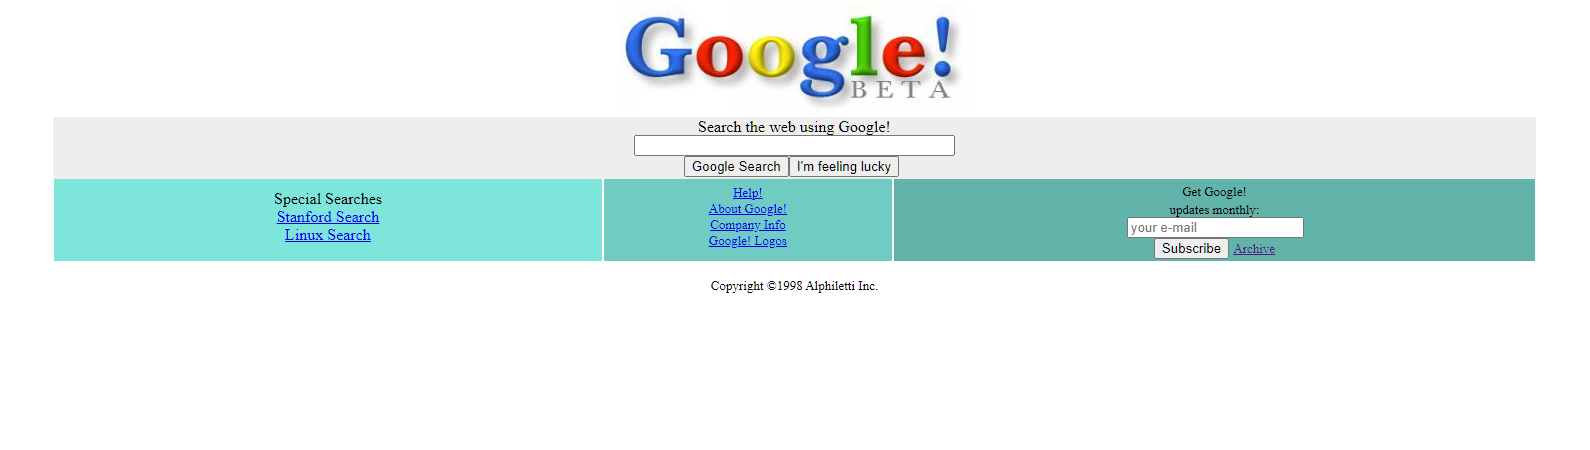 Google!
BETA
Search the web using Google!
Google Search I'm feeling lucky
Special Searches
Stanford Search
Linux Search
Help!
About Google!
Company Info
Google! Logos
Get Google!
updates monthly:
your e-mail
Subscribe Archive
Copyright ©1998 Alphiletti Inc.